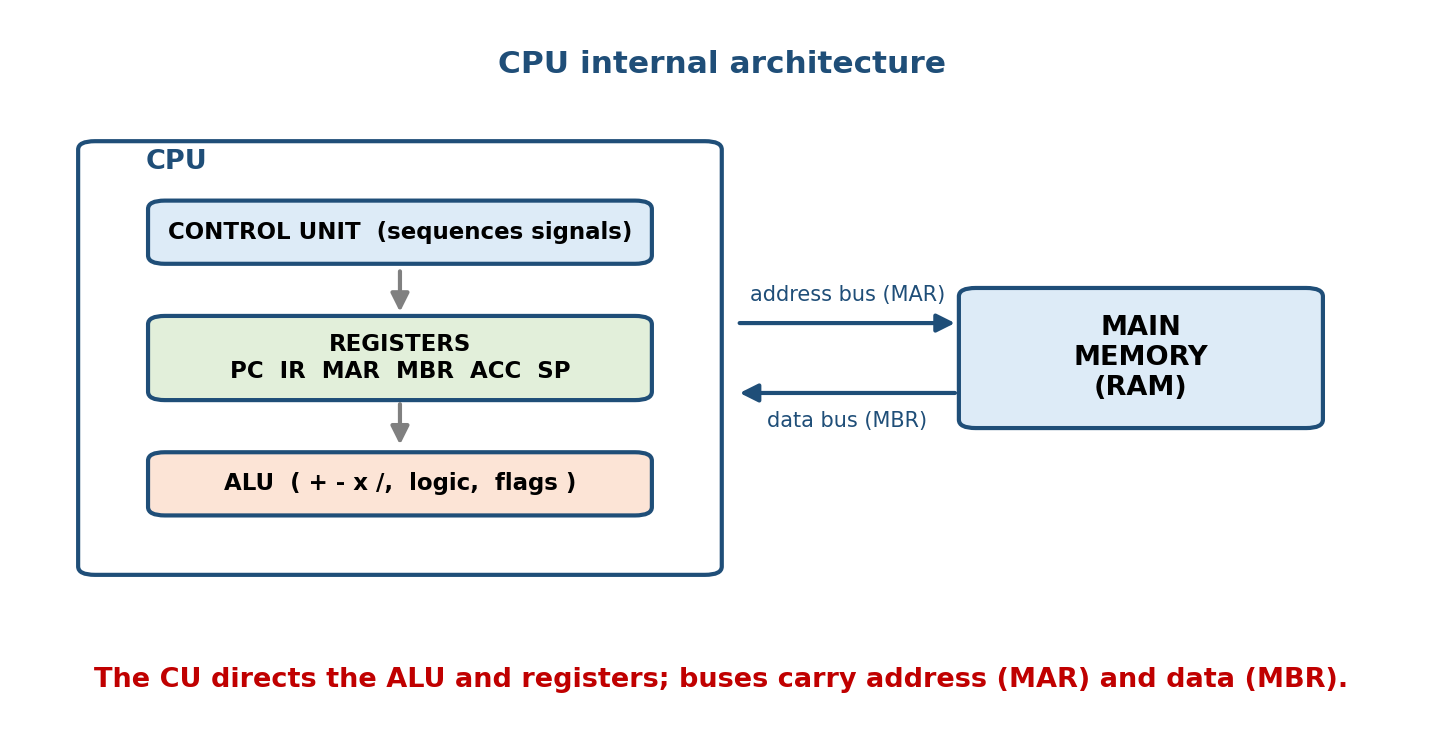 CPU internal architecture
CPU
CONTROL UNIT  (sequences signals)
REGISTERS
PC  IR  MAR  MBR  ACC  SP
ALU  ( + - x /,  logic,  flags )
address bus (MAR)
data bus (MBR)
MAIN
MEMORY
(RAM)
The CU directs the ALU and registers; buses carry address (MAR) and data (MBR).